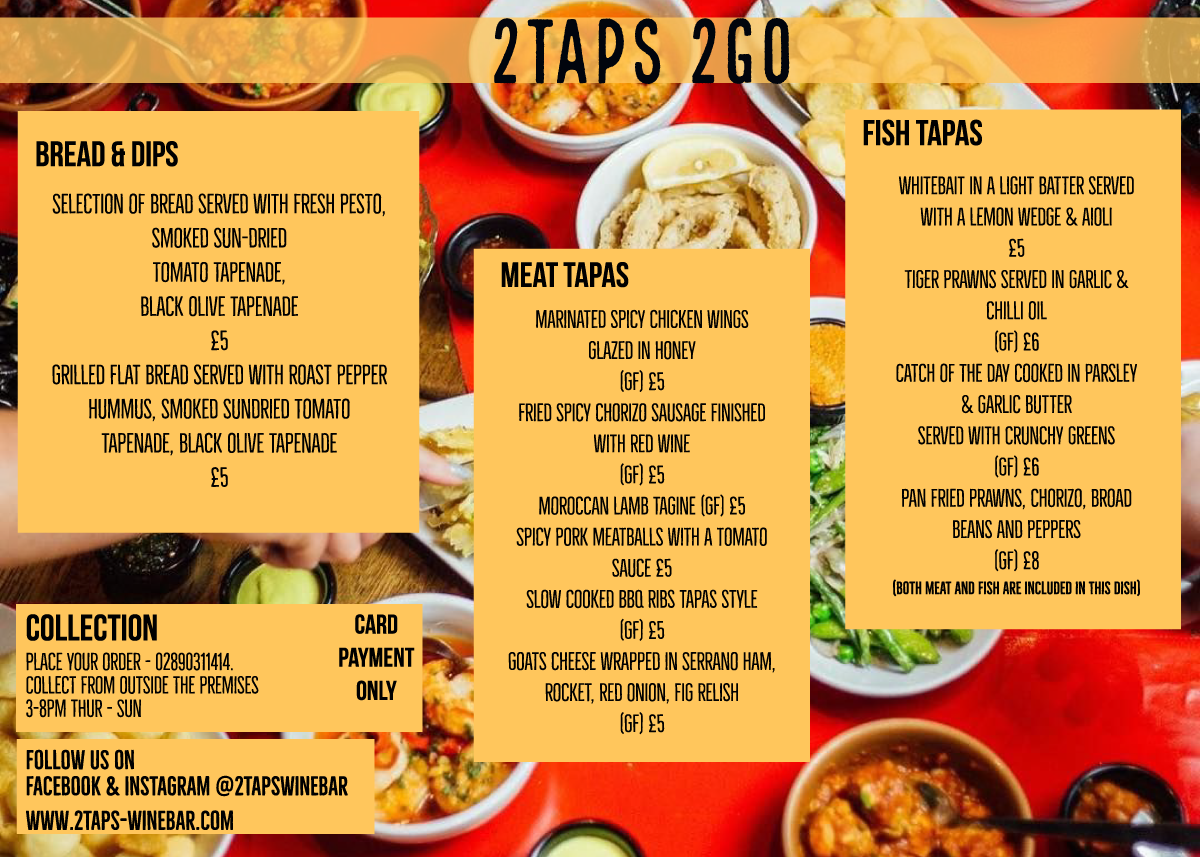 2TAPS 2GO
BREAD & DIPS
SELECTION OF BREAD SERVED WITH FRESH PESTO,
SMOKED SUN-DRIED
TOMATO TAPENADE,
BLACK OLIVE TAPENADE
£5
GRILLED FLAT BREAD SERVED WITH ROAST PEPPER
HUMMUS, SMOKED SUNDRIED TOMATO
TAPENADE, BLACK OLIVE TAPENADE
£5
MEAT TAPAS
MARINATED SPICY CHICKEN WINGS
GLAZED IN HONEY
(GF) £5
FRIED SPICY CHORIZO SAUSAGE FINISHED
WITH RED WINE
(GF) £5
MOROCCAN LAMB TAGINE (GF) £5
SPICY PORK MEATBALLS WITH A TOMATO
SAUCE £5
SLOW COOKED BBQ RIBS TAPAS STYLE
(GF) £5
GOATS CHEESE WRAPPED IN SERRANO HAM,
ROCKET, RED ONION, FIG RELISH
(GF) £5
FISH TAPAS
WHITEBAIT IN A LIGHT BATTER SERVED
WITH A LEMON WEDGE & AIOLI
£5
TIGER PRAWNS SERVED IN GARLIC &
CHILLI OIL
(GF) £6
CATCH OF THE DAY COOKED IN PARSLEY
& GARLIC BUTTER
SERVED WITH CRUNCHY GREENS
(GF) £6
PAN FRIED PRAWNS, CHORIZO, BROAD
BEANS AND PEPPERS
(GF) £8
(BOTH MEAT AND FISH ARE INCLUDED IN THIS DISH)
COLLECTION
PLACE YOUR ORDER - 02890311414.
COLLECT FROM OUTSIDE THE PREMISES
3-8PM THUR - SUN
CARD
PAYMENT
ONLY
FOLLOW US ON
FACEBOOK & INSTAGRAM @2TAPSWINEBAR
WWW.2TAPS-WINEBAR.COM